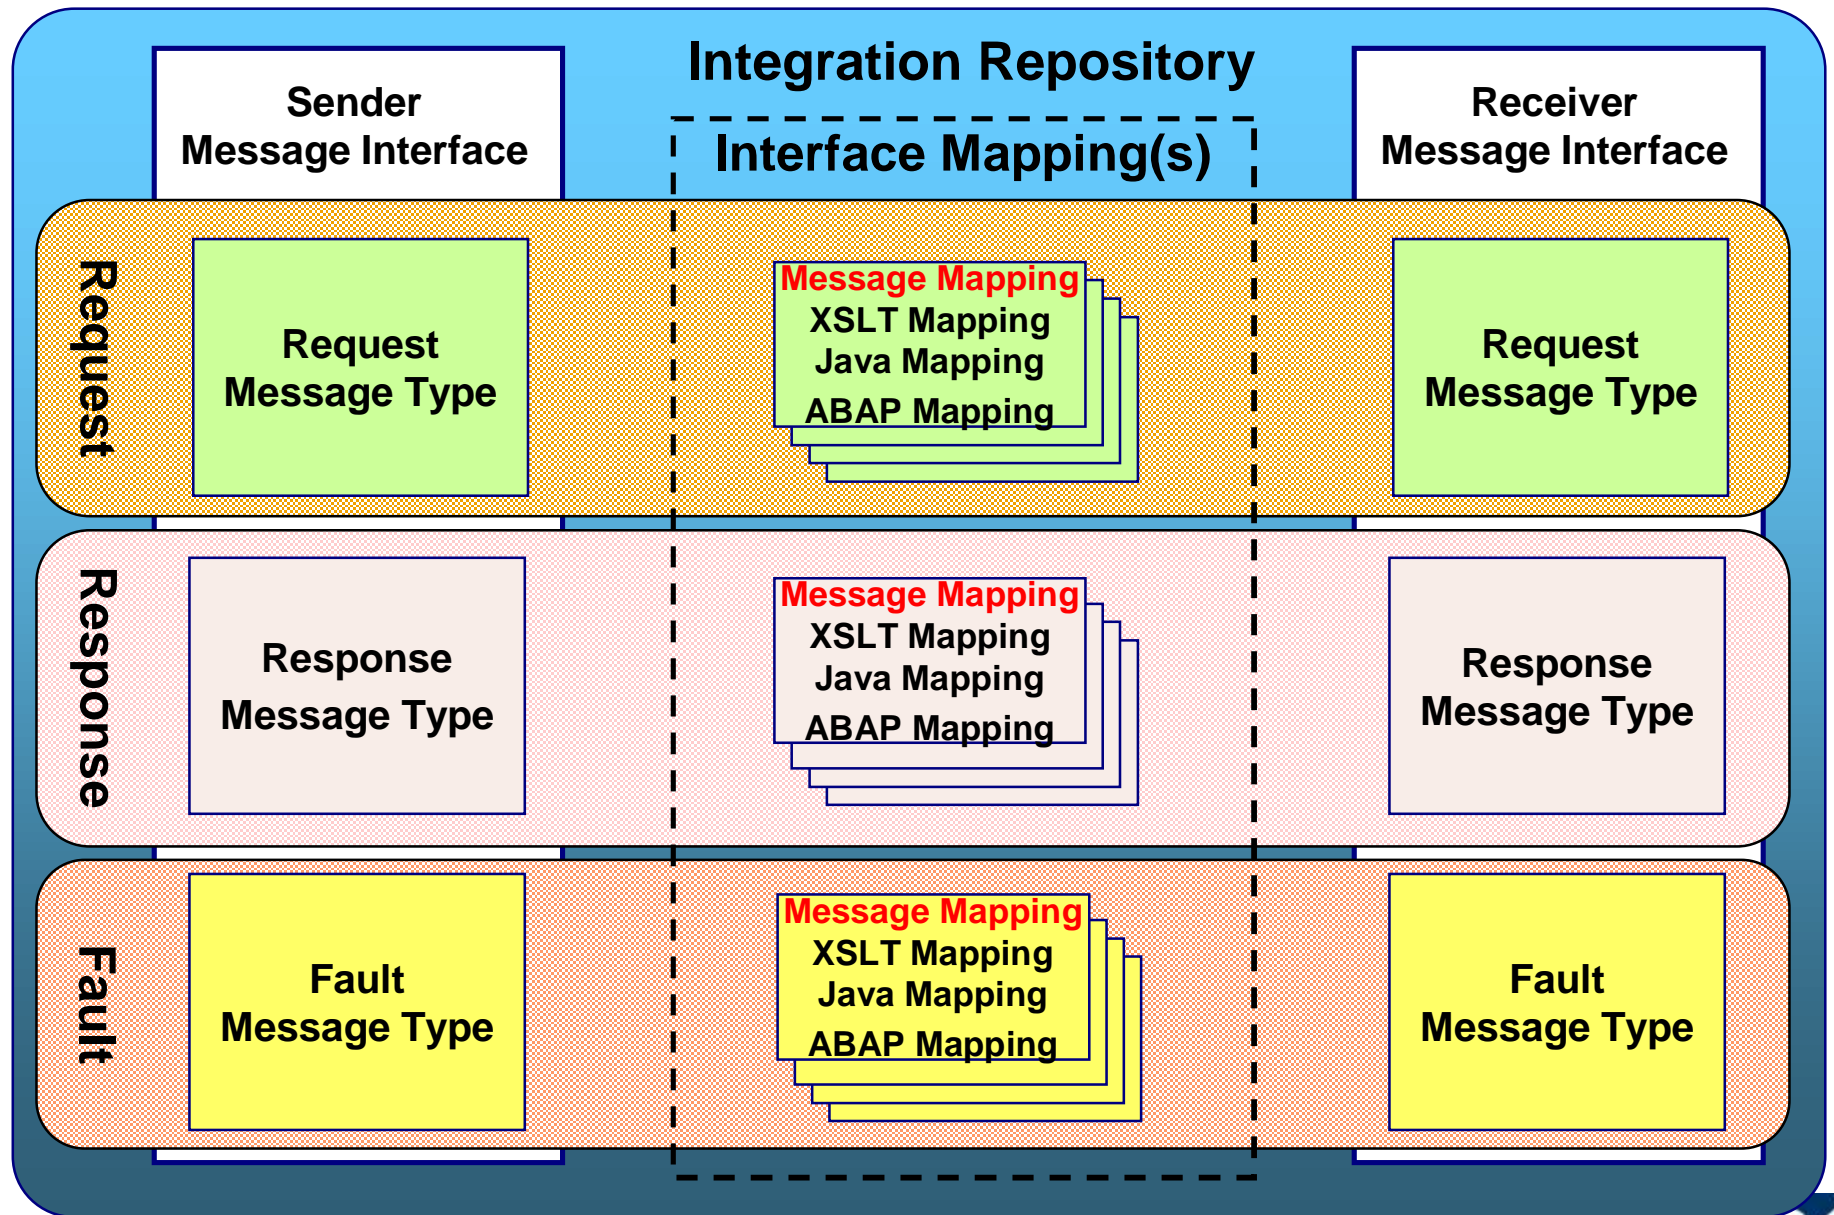 Integration Repository
Sender
Message Interface
Interface Mapping(s)
Receiver
Message Interface
Request
Request
Message Type
Message Mapping
XSLT Mapping
Java Mapping
ABAP Mapping
Request
Message Type
Response
Response
Message Type
Message Mapping
XSLT Mapping
Java Mapping
ABAP Mapping
Response
Message Type
Fault
Fault
Message Type
Message Mapping
XSLT Mapping
Java Mapping
ABAP Mapping
Fault
Message Type